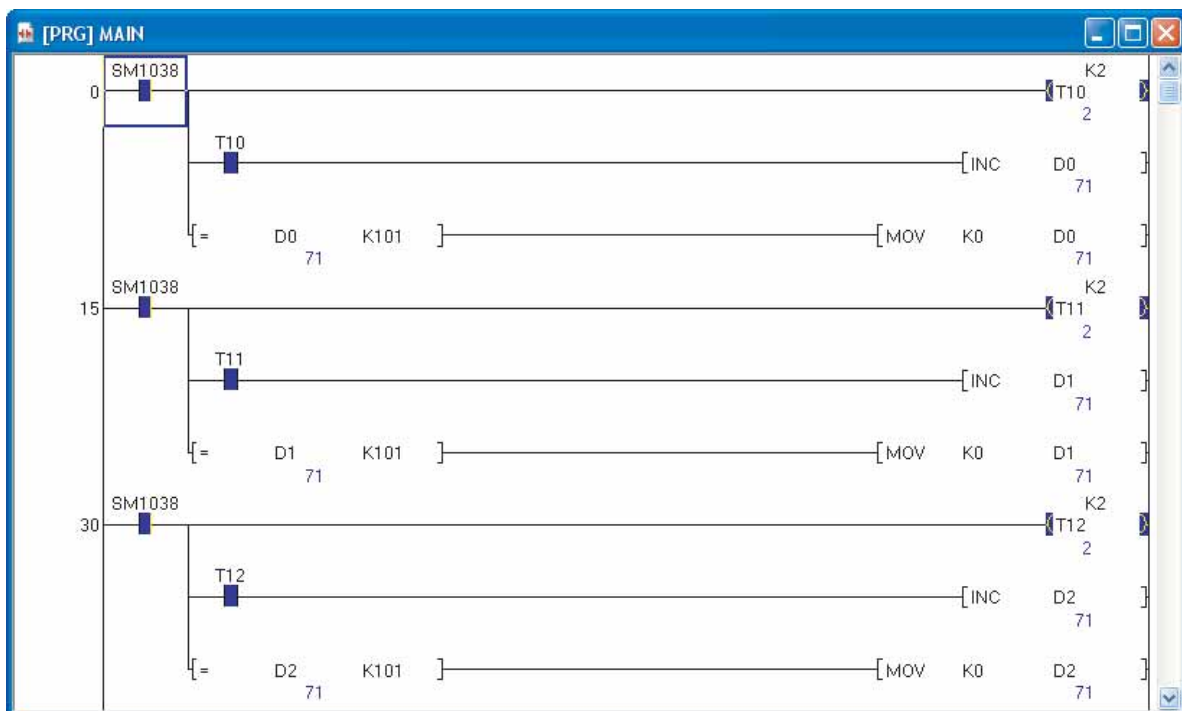 [PRG] MAIN
SM1038 K2
0 T10
2
T10
INC D0
71
= D0 K101 MOV K0 D0
71 71
SM1038 K2
15 T11
2
T11
INC D1
71
= D1 K101 MOV K0 D1
71 71
SM1038 K2
30 T12
2
T12
INC D2
71
= D2 K101 MOV K0 D2
71 71